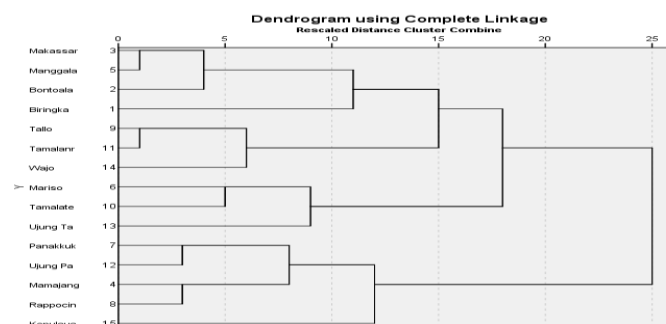 Dendrogram using Complete Linkage
Rescaled Distance Cluster Combine
0 5 10 15 20 25
Makassar 3
Manggala 5
Bontoala 2
Biringka 1
Tallo 9
Tamalanr 11
Wajo 14
Y
Mariso 6
Tamalate 10
Ujung Ta 13
Panakkuk 7
Ujung Pa 12
Mamajang 4
Rappocin 8
15